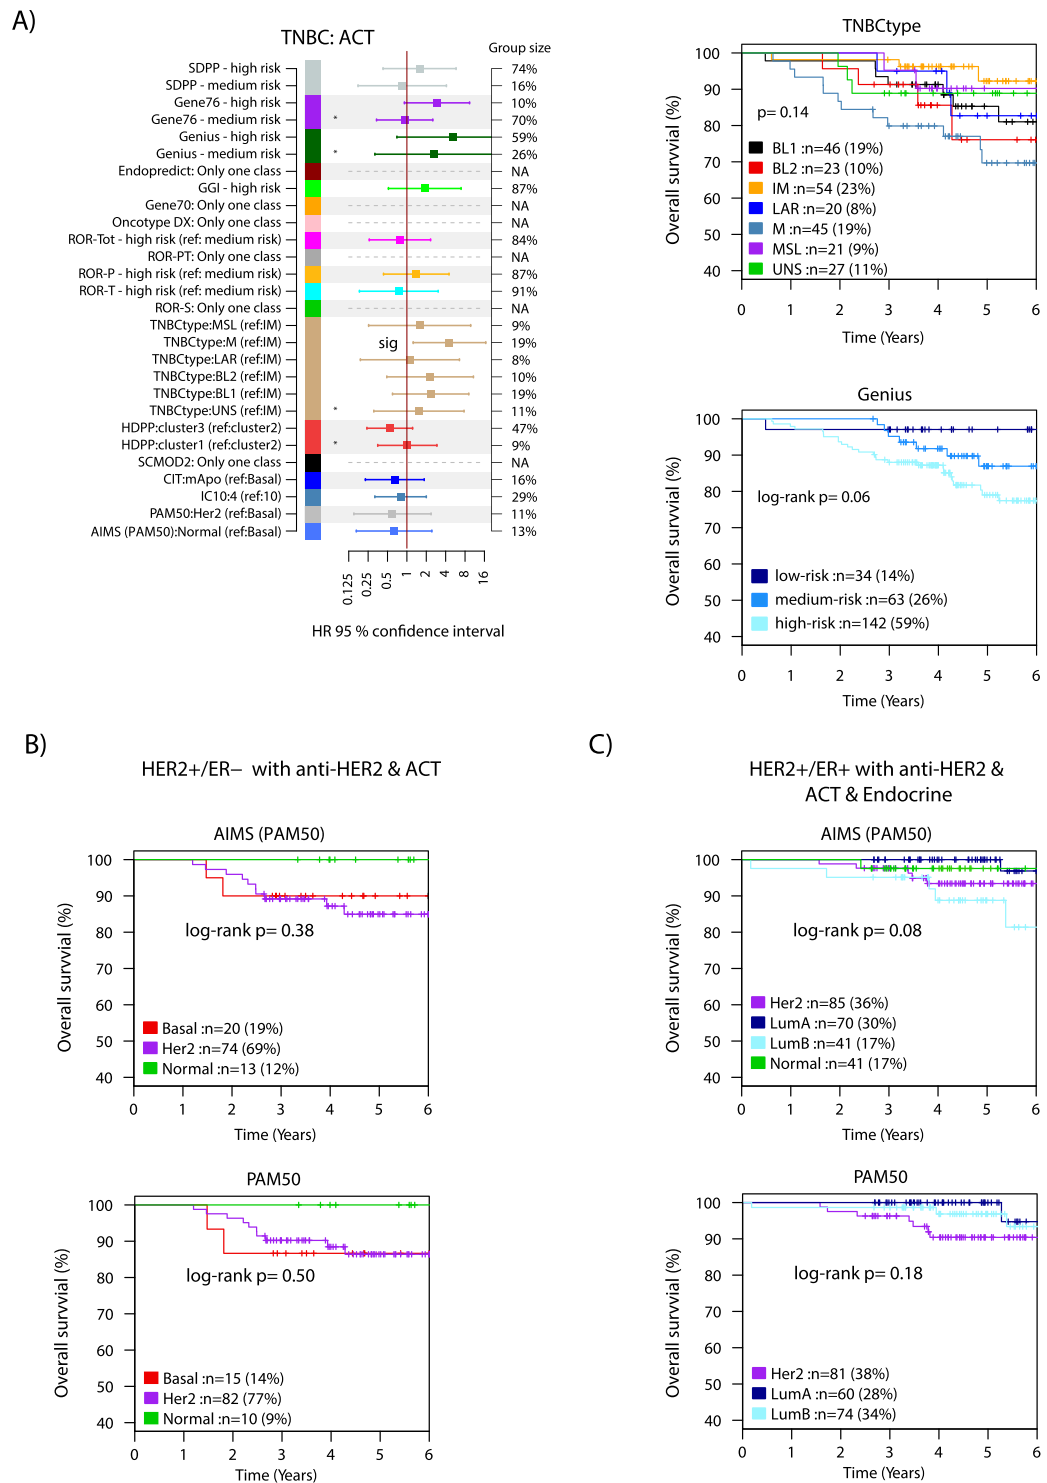 A)
TNBC: ACT
Group size
SDPP - high risk 74%
SDPP - medium risk 16%
Gene76 - high risk 10%
Gene76 - medium risk * 70%
Genius - high risk 59%
Genius - medium risk * 26%
Endopredict: Only one class NA
GGI - high risk 87%
Gene70: Only one class NA
Oncotype DX: Only one class NA
ROR-Tot - high risk (ref: medium risk) 84%
ROR-PT: Only one class NA
ROR-P - high risk (ref: medium risk) 87%
ROR-T - high risk (ref: medium risk) 91%
ROR-S: Only one class NA
TNBCtype:MSL (ref:IM) 9%
TNBCtype:M (ref:IM) sig 19%
TNBCtype:LAR (ref:IM) 8%
TNBCtype:BL2 (ref:IM) 10%
TNBCtype:BL1 (ref:IM) 19%
TNBCtype:UNS (ref:IM) * 11%
HDPP:cluster3 (ref:cluster2) 47%
HDPP:cluster1 (ref:cluster2) * 9%
SCMOD2: Only one class NA
CIT:mApo (ref:Basal) 16%
IC10:4 (ref:10) 29%
PAM50:Her2 (ref:Basal) 11%
AIMS (PAM50):Normal (ref:Basal) 13%
0.125 0.25 0.5 1 2 4 8 16
HR 95 % confidence interval
TNBCtype
Overall survvial (%)
100
90
80
70
60
50
40
p= 0.14
BL1 :n=46 (19%)
BL2 :n=23 (10%)
IM :n=54 (23%)
LAR :n=20 (8%)
M :n=45 (19%)
MSL :n=21 (9%)
UNS :n=27 (11%)
0 1 2 3 4 5 6
Time (Years)
Genius
Overall survvial (%)
100
90
80
70
60
50
40
log-rank p= 0.06
low-risk :n=34 (14%)
medium-risk :n=63 (26%)
high-risk :n=142 (59%)
0 1 2 3 4 5 6
Time (Years)
B)
HER2+/ER− with anti-HER2 & ACT
AIMS (PAM50)
Overall survvial (%)
100
90
80
70
60
50
40
log-rank p= 0.38
Basal :n=20 (19%)
Her2 :n=74 (69%)
Normal :n=13 (12%)
0 1 2 3 4 5 6
Time (Years)
PAM50
Overall survvial (%)
100
90
80
70
60
50
40
log-rank p= 0.50
Basal :n=15 (14%)
Her2 :n=82 (77%)
Normal :n=10 (9%)
0 1 2 3 4 5 6
Time (Years)
C)
HER2+/ER+ with anti-HER2 &
ACT & Endocrine
AIMS (PAM50)
Overall survvial (%)
100
90
80
70
60
50
40
log-rank p= 0.08
Her2 :n=85 (36%)
LumA :n=70 (30%)
LumB :n=41 (17%)
Normal :n=41 (17%)
0 1 2 3 4 5 6
Time (Years)
PAM50
Overall survvial (%)
100
90
80
70
60
50
40
log-rank p= 0.18
Her2 :n=81 (38%)
LumA :n=60 (28%)
LumB :n=74 (34%)
0 1 2 3 4 5 6
Time (Years)